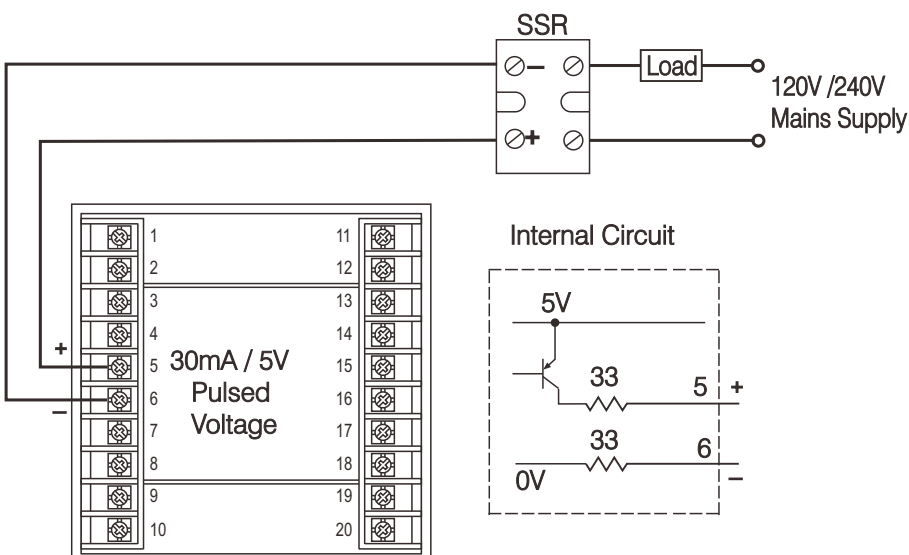 SSR
−
Load
120V /240V
Mains Supply
+
1 11
2 12
3 13
4 14
+ 5 15
− 6 16
30mA / 5V
Pulsed
Voltage
7 17
8 18
9 19
10 20
Internal Circuit
5V
33 5 +
33 6 −
0V